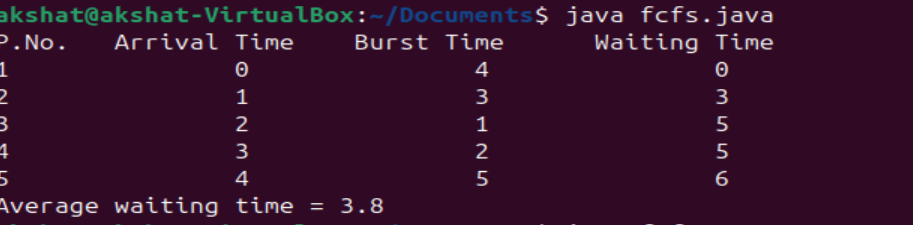 akshat@akshat-VirtualBox:~/Documents$ java fcfs.java
P.No. Arrival Time Burst Time Waiting Time
1 0 4 0
2 1 3 3
3 2 1 5
4 3 2 5
5 4 5 6
Average waiting time = 3.8